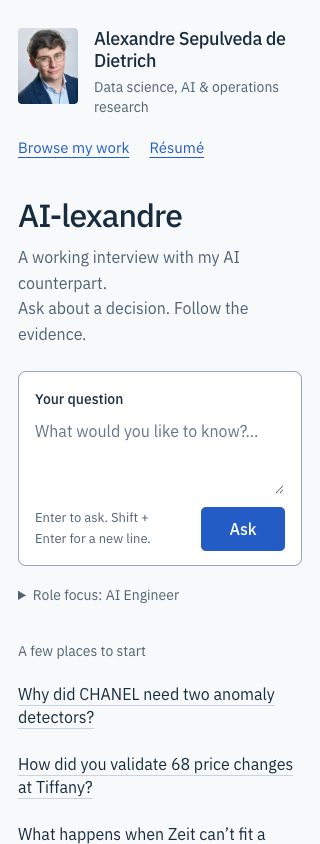 Alexandre Sepulveda de
Dietrich
Data science, AI & operations
research
Browse my work Résumé
AI-lexandre
A working interview with my AI
counterpart.
Ask about a decision. Follow the
evidence.
Your question
What would you like to know?...
Enter to ask. Shift +
Enter for a new line.
Ask
Role focus: AI Engineer
A few places to start
Why did CHANEL need two anomaly
detectors?
How did you validate 68 price changes
at Tiffany?
What happens when Zeit can’t fit a